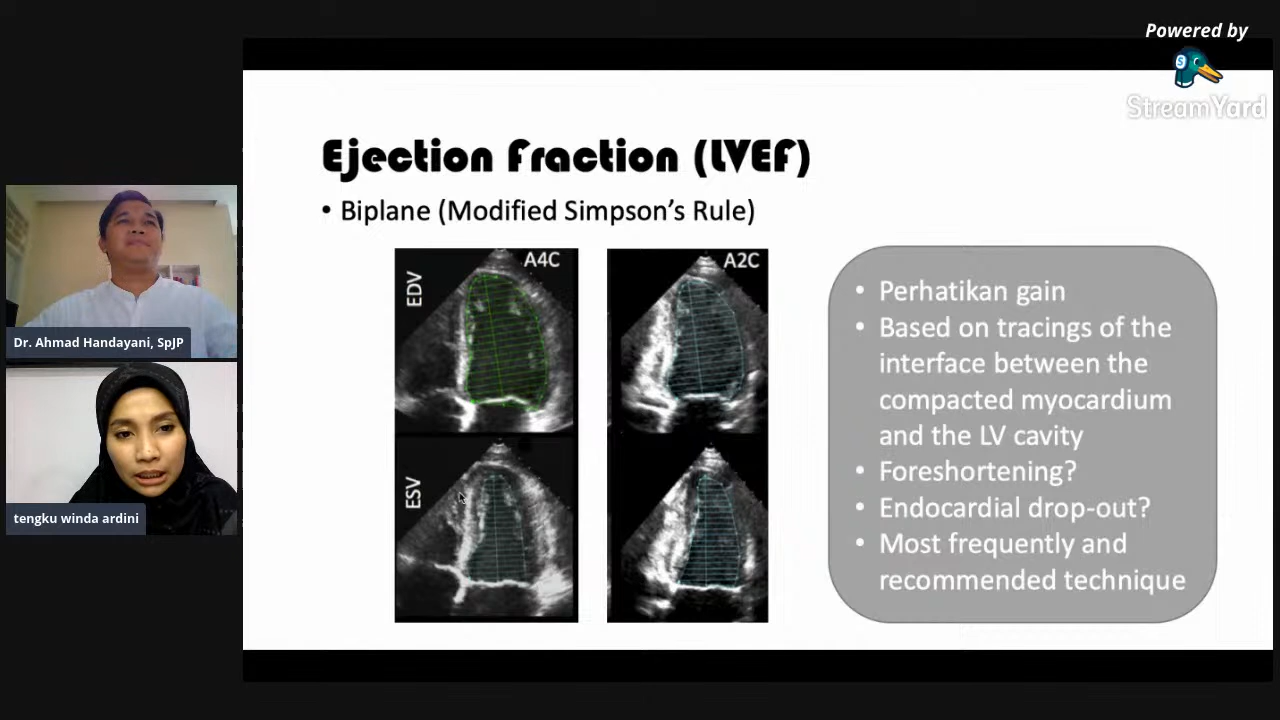 Powered by
StreamYard
Ejection Fraction (LVEF)
• Biplane (Modified Simpson's Rule)
A4C
A2C
EDV
ESV
• Perhatikan gain
• Based on tracings of the
interface between the
compacted myocardium
and the LV cavity
• Foreshortening?
• Endocardial drop-out?
• Most frequently and
recommended technique
Dr. Ahmad Handayani, SpJP
tengku winda ardini